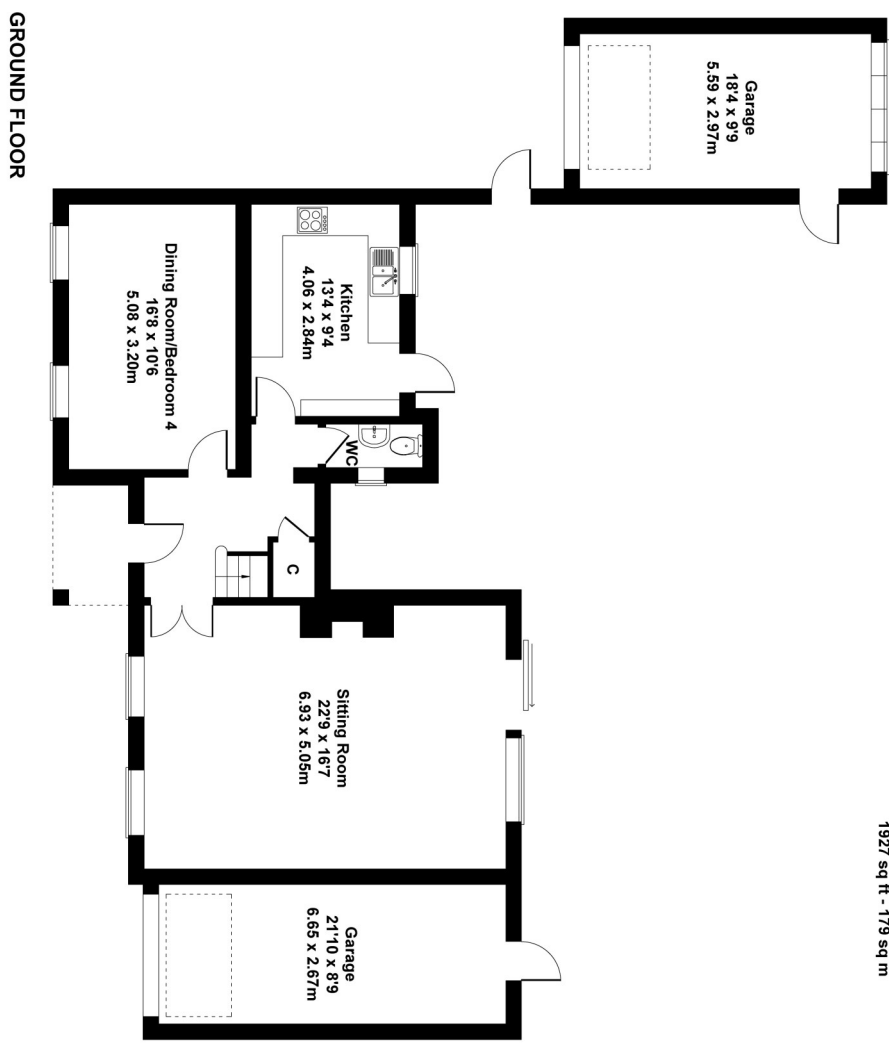 1927 sq ft - 179 sq m
Garage
18'4 x 9'9
5.59 x 2.97m
Kitchen
13'4 x 9'4
4.06 x 2.84m
Dining Room/Bedroom 4
16'8 x 10'6
5.08 x 3.20m
WC
C
Sitting Room
22'9 x 16'7
6.93 x 5.05m
Garage
21'10 x 8'9
6.65 x 2.67m
GROUND FLOOR